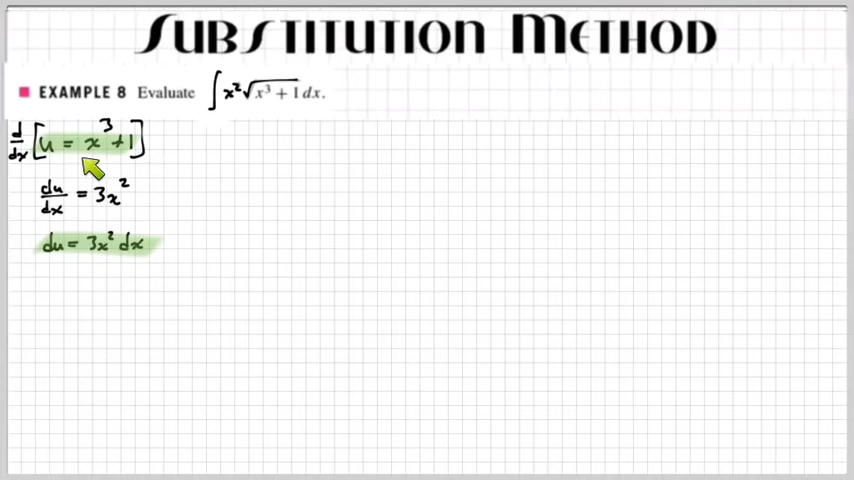 SUBSTITUTION METHOD
EXAMPLE 8 Evaluate ∫ x²√(x³ + 1) dx.
d/dx [u = x³ + 1]
du/dx = 3x²
du = 3x² dx